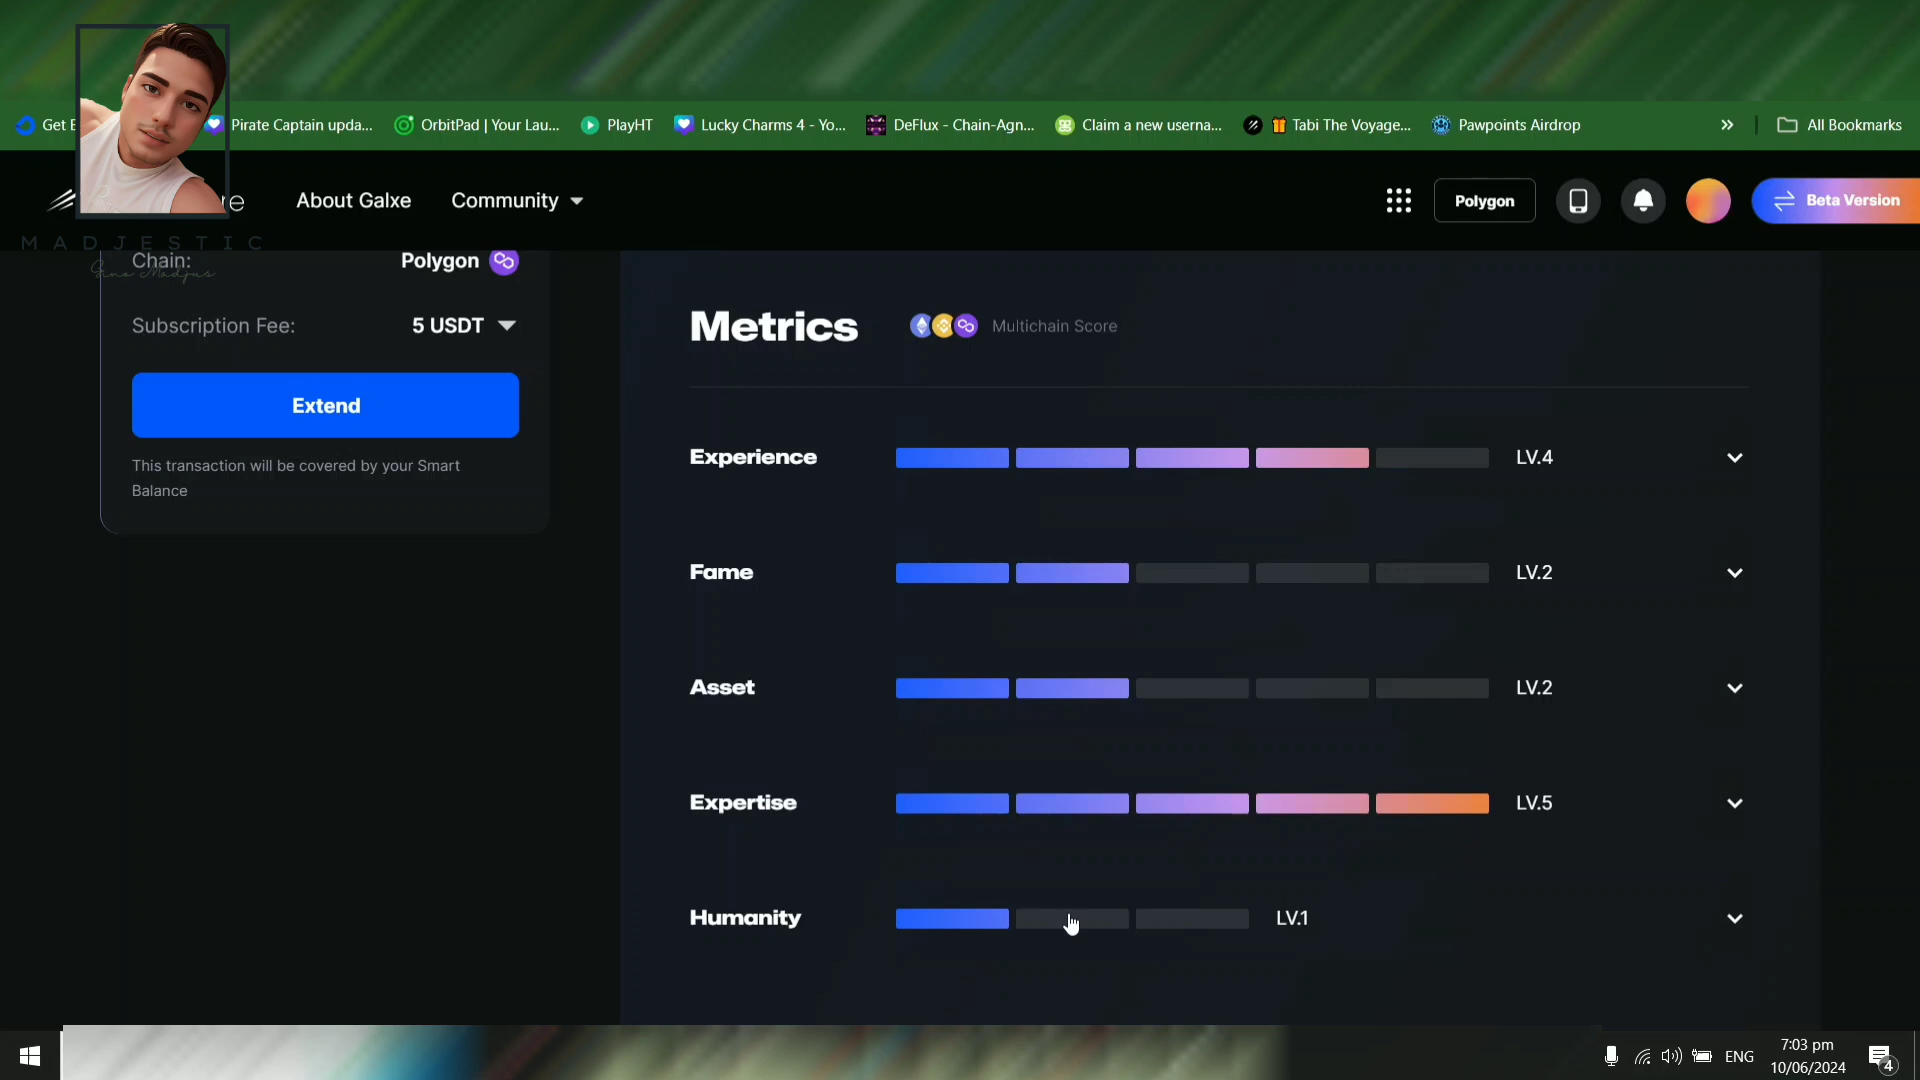 Get
Pirate Captain upda...
OrbitPad | Your Lau...
PlayHT
Lucky Charms 4 - Yo...
DeFlux - Chain-Agn...
Claim a new userna...
Tabi The Voyage...
Pawpoints Airdrop
All Bookmarks
About Galxe
Community
Polygon
Beta Version
MADJESTIC
Chain:
Polygon
Subscription Fee:
5 USDT
Extend
This transaction will be covered by your Smart
Balance
Metrics
Multichain Score
Experience
LV.4
Fame
LV.2
Asset
LV.2
Expertise
LV.5
Humanity
LV.1
ENG
7:03 pm
10/06/2024
4